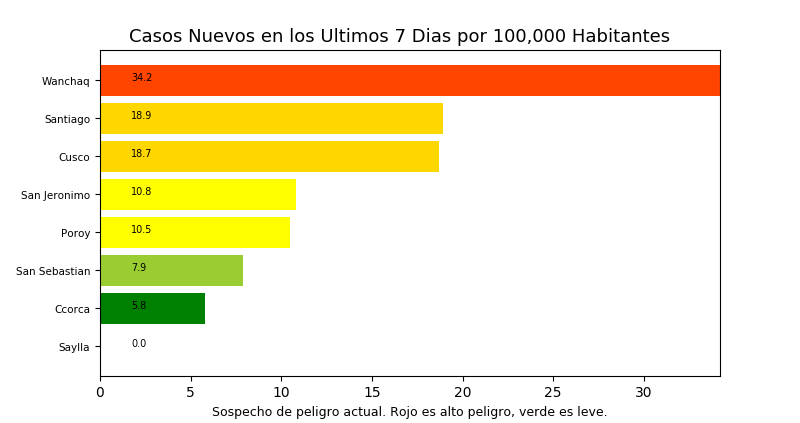 Casos Nuevos en los Ultimos 7 Dias por 100,000 Habitantes
Wanchaq 34.2
Santiago 18.9
Cusco 18.7
San Jeronimo 10.8
Poroy 10.5
San Sebastian 7.9
Ccorca 5.8
Saylla 0.0
0 5 10 15 20 25 30
Sospecho de peligro actual. Rojo es alto peligro, verde es leve.